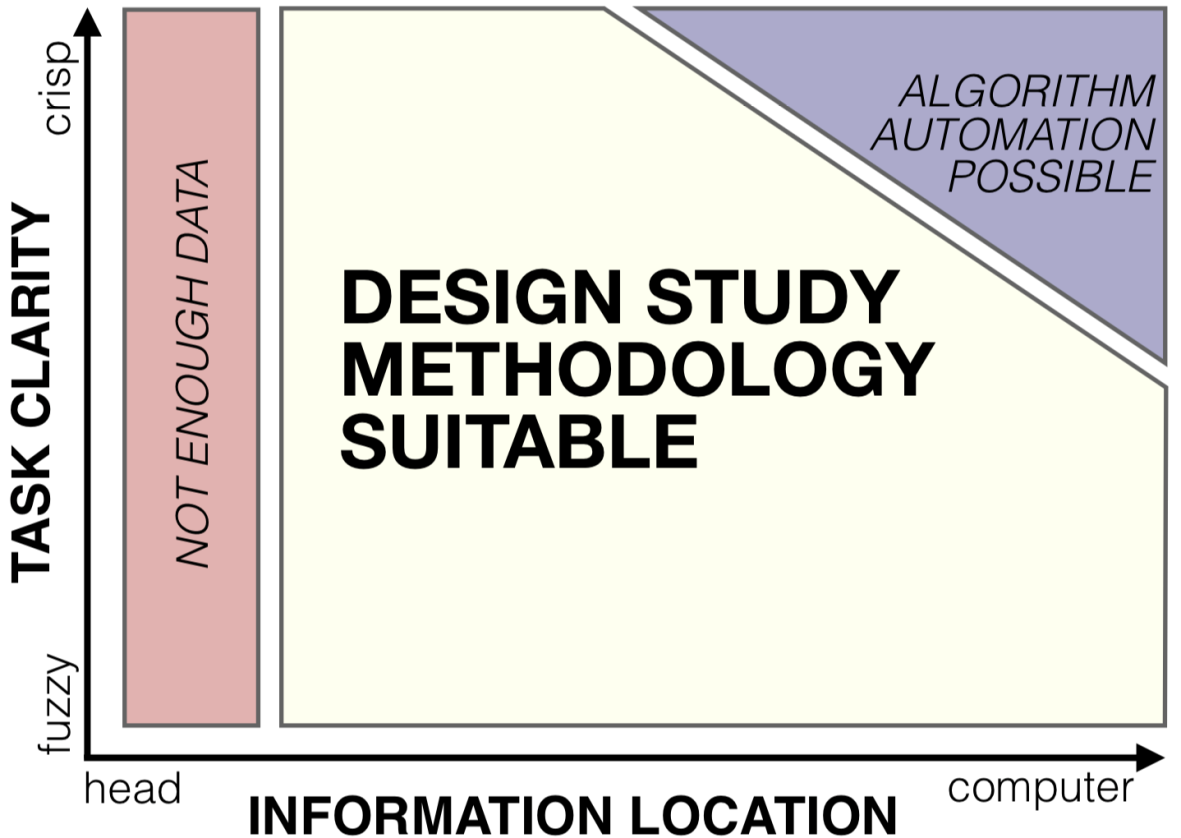 crisp
TASK CLARITY
fuzzy
NOT ENOUGH DATA
DESIGN STUDY
METHODOLOGY
SUITABLE
ALGORITHM
AUTOMATION
POSSIBLE
head
computer
INFORMATION LOCATION